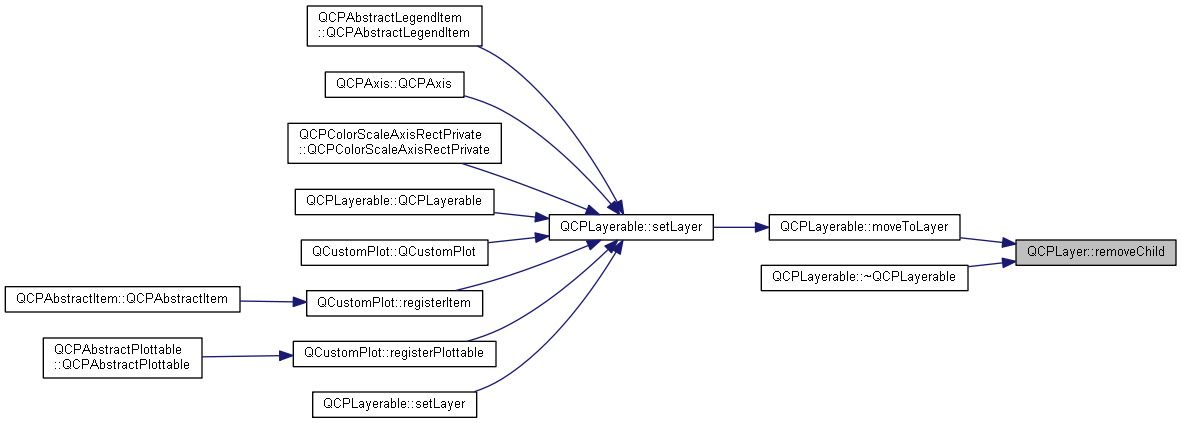 QCPAbstractLegendItem
::QCPAbstractLegendItem
QCPAxis::QCPAxis
QCPColorScaleAxisRectPrivate
::QCPColorScaleAxisRectPrivate
QCPLayerable::QCPLayerable
QCPLayerable::setLayer
QCPLayerable::moveToLayer
QCPLayer::removeChild
QCustomPlot::QCustomPlot
QCPLayerable::~QCPLayerable
QCPAbstractItem::QCPAbstractItem
QCustomPlot::registerItem
QCPAbstractPlottable
::QCPAbstractPlottable
QCustomPlot::registerPlottable
QCPLayerable::setLayer